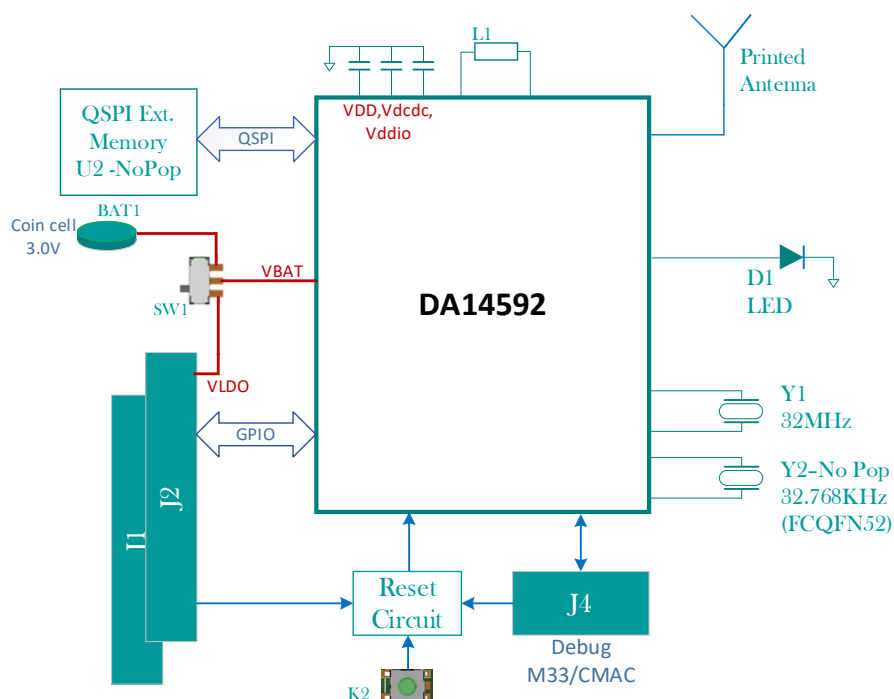 L1
Printed
Antenna
VDD,Vdcdc,
Vddio
QSPI Ext.
Memory
U2 -NoPop
QSPI
BAT1
Coin cell
3.0V
VBAT
SW1
DA14592
D1
LED
VLDO
Y1
32MHz
GPIO
Y2-No Pop
32.768KHz
(FCQFN52)
J2
J1
Reset
Circuit
J4
Debug
M33/CMAC
K2